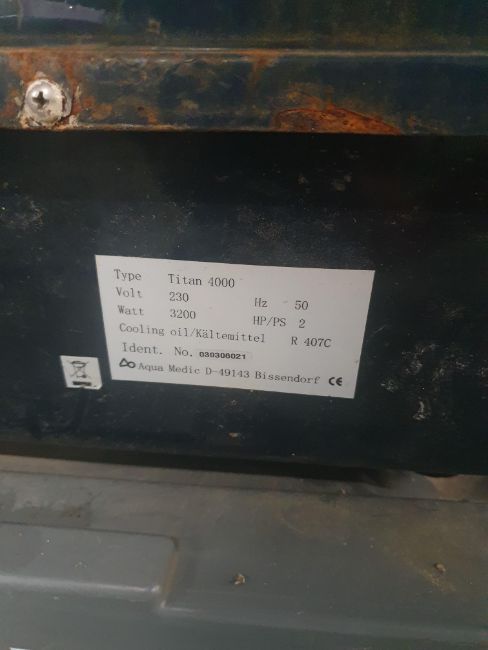 Type Titan 4000
Volt 230 Hz 50
Watt 3200 HP/PS 2
Cooling oil/Kältemittel R 407C
Ident. No. 030306021
Aqua Medic D-49143 Bissendorf CE